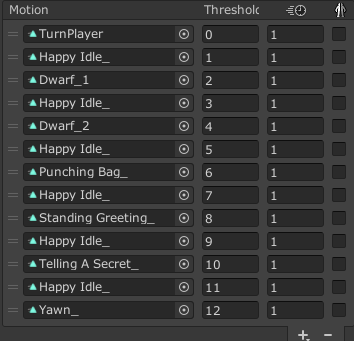 Motion Threshold
TurnPlayer 0 1
Happy Idle_ 1 1
Dwarf_1 2 1
Happy Idle_ 3 1
Dwarf_2 4 1
Happy Idle_ 5 1
Punching Bag_ 6 1
Happy Idle_ 7 1
Standing Greeting_ 8 1
Happy Idle_ 9 1
Telling A Secret_ 10 1
Happy Idle_ 11 1
Yawn_ 12 1